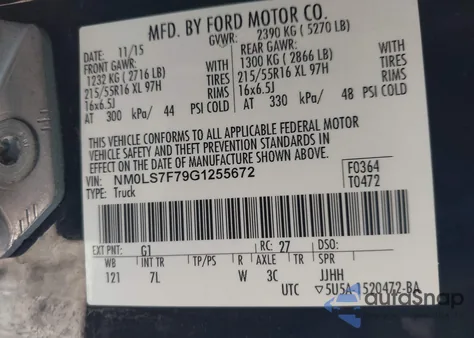 MFD. BY FORD MOTOR CO.
DATE: 11/15 GVWR: 2390 KG ( 5270 LB)
FRONT GAWR: REAR GAWR:
1232 KG ( 2716 LB) WITH 1300 KG ( 2866 LB) WITH
215/55R16 XL 97H TIRES 215/55R16 XL 97H TIRES
16x6.5J RIMS 16x6.5J RIMS
AT 300 kPa/ 44 PSI COLD AT 330 kPa/ 48 PSI COLD
THIS VEHICLE CONFORMS TO ALL APPLICABLE FEDERAL MOTOR
VEHICLE SAFETY AND THEFT PREVENTION STANDARDS IN
EFFECT ON THE DATE OF MANUFACTURE SHOWN ABOVE.
VIN: NM0LS7F79G1255672 F0364
TYPE: Truck T0472
EXT PNT: G1 RC: 27 DSO:
WB INT TR TP/PS R AXLE TR SPR
121 7L W 3C JJHH
UTC ▽5U5A-1520472-BA
autoSnap